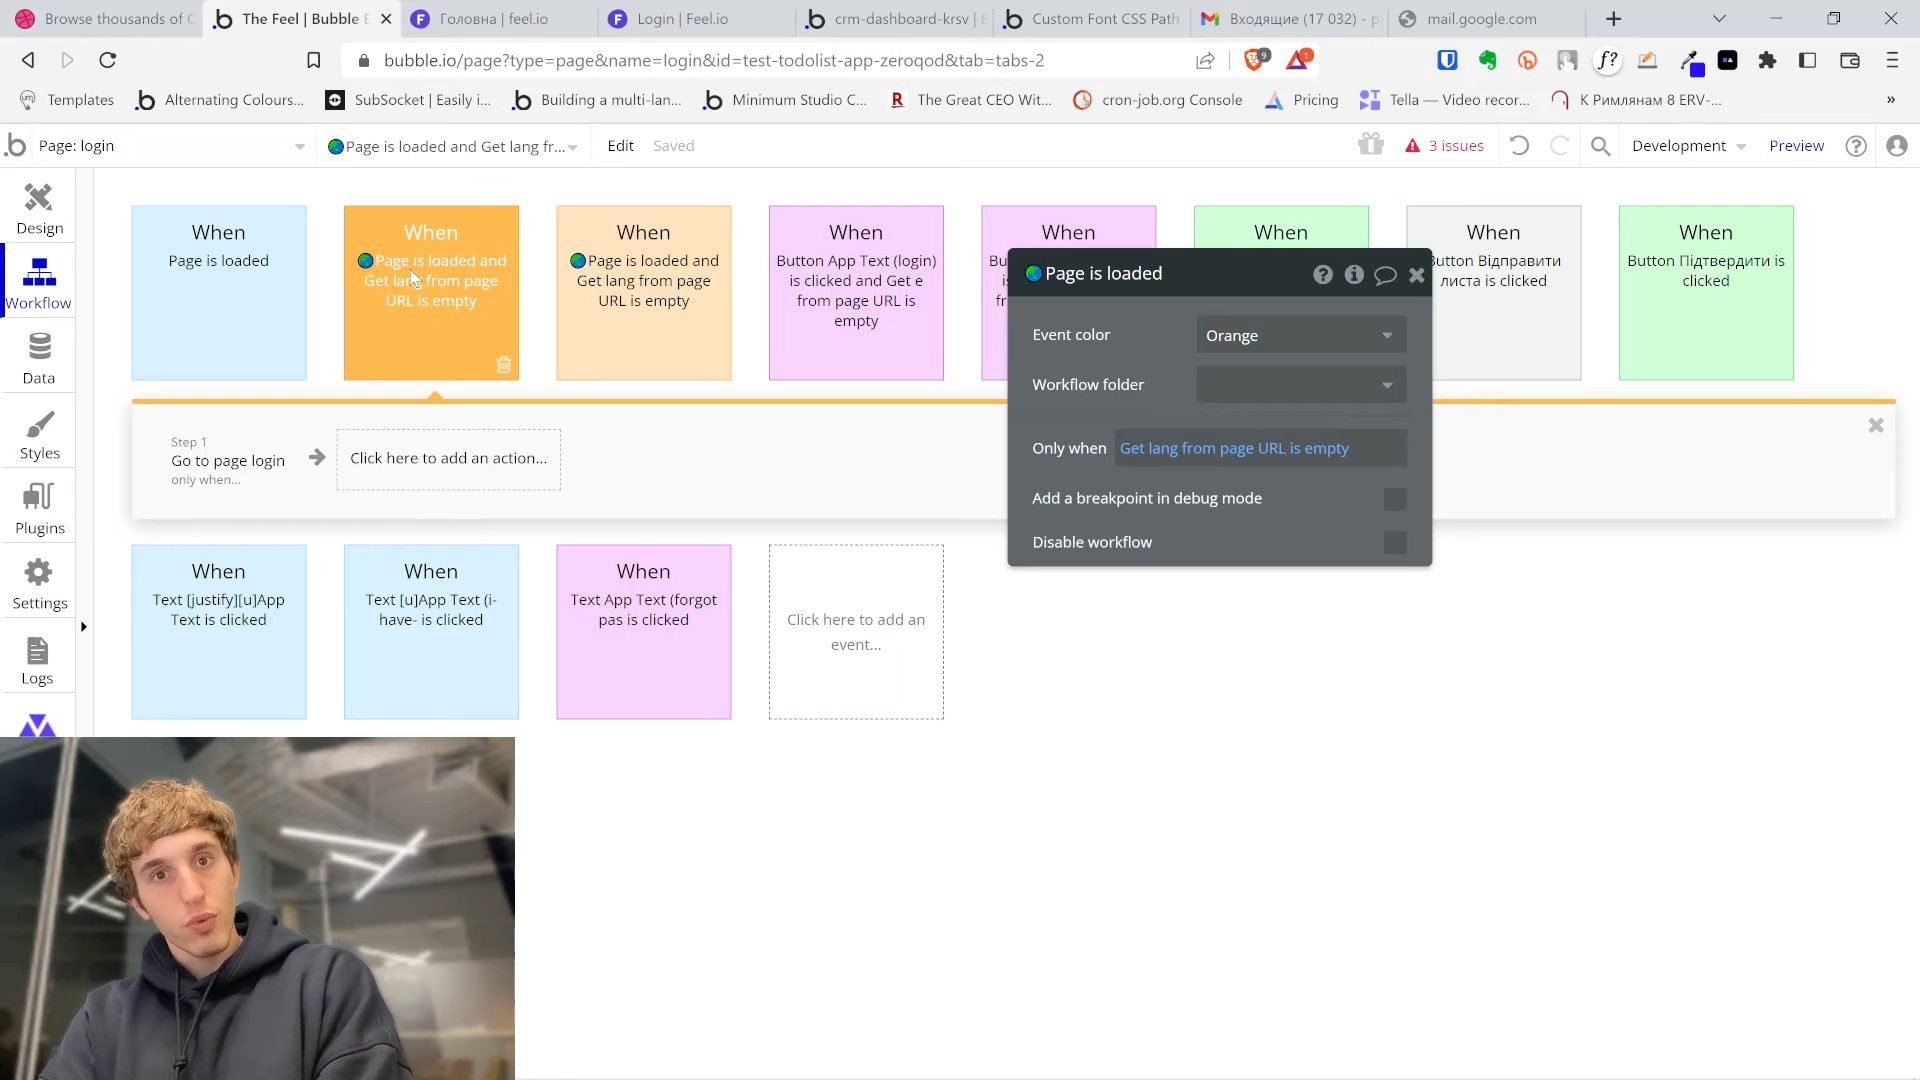 Browse thousands of C
The Feel | Bubble E
Головна | feel.io
Login | Feel.io
crm-dashboard-krsv | E
Custom Font CSS Path
Входящие (17 032) - p
mail.google.com
bubble.io/page?type=page&name=login&id=test-todolist-app-zeroqod&tab=tabs-2
9
1
f?
Templates
Alternating Colours...
SubSocket | Easily i...
Building a multi-lan...
Minimum Studio C...
R
The Great CEO Wit...
cron-job.org Console
Pricing
Tella — Video recor...
К Римлянам 8 ERV-...
»
Page: login
Page is loaded and Get lang fr...
Edit
Saved
3 issues
Development
Preview
Design
Workflow
Data
Styles
Plugins
Settings
Logs
When
Page is loaded
When
Page is loaded and
Get lang from page
URL is empty
When
Page is loaded and
Get lang from page
URL is empty
When
Button App Text (login)
is clicked and Get e
from page URL is
empty
When
When
When
Button Відправити
листа is clicked
When
Button Підтвердити is
clicked
Page is loaded
Event color
Orange
Workflow folder
Only when
Get lang from page URL is empty
Add a breakpoint in debug mode
Disable workflow
Step 1
Go to page login
only when...
Click here to add an action...
When
Text [justify][u]App
Text is clicked
When
Text [u]App Text (i-
have- is clicked
When
Text App Text (forgot
pas is clicked
Click here to add an
event...